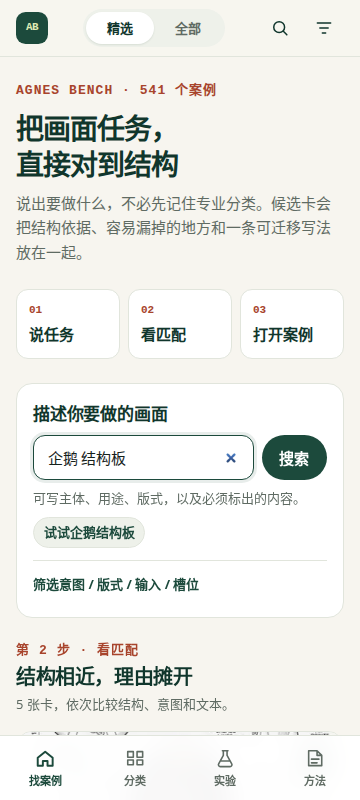 AB
精选
全部
AGNES BENCH · 541 个案例
把画面任务，
直接对到结构
说出要做什么，不必先记住专业分类。候选卡会
把结构依据、容易漏掉的地方和一条可迁移写法
放在一起。
01
说任务
02
看匹配
03
打开案例
描述你要做的画面
企鹅 结构板
搜索
可写主体、用途、版式，以及必须标出的内容。
试试企鹅结构板
筛选意图 / 版式 / 输入 / 槽位
第 2 步 · 看匹配
结构相近，理由摊开
5 张卡，依次比较结构、意图和文本。
找案例
分类
实验
方法